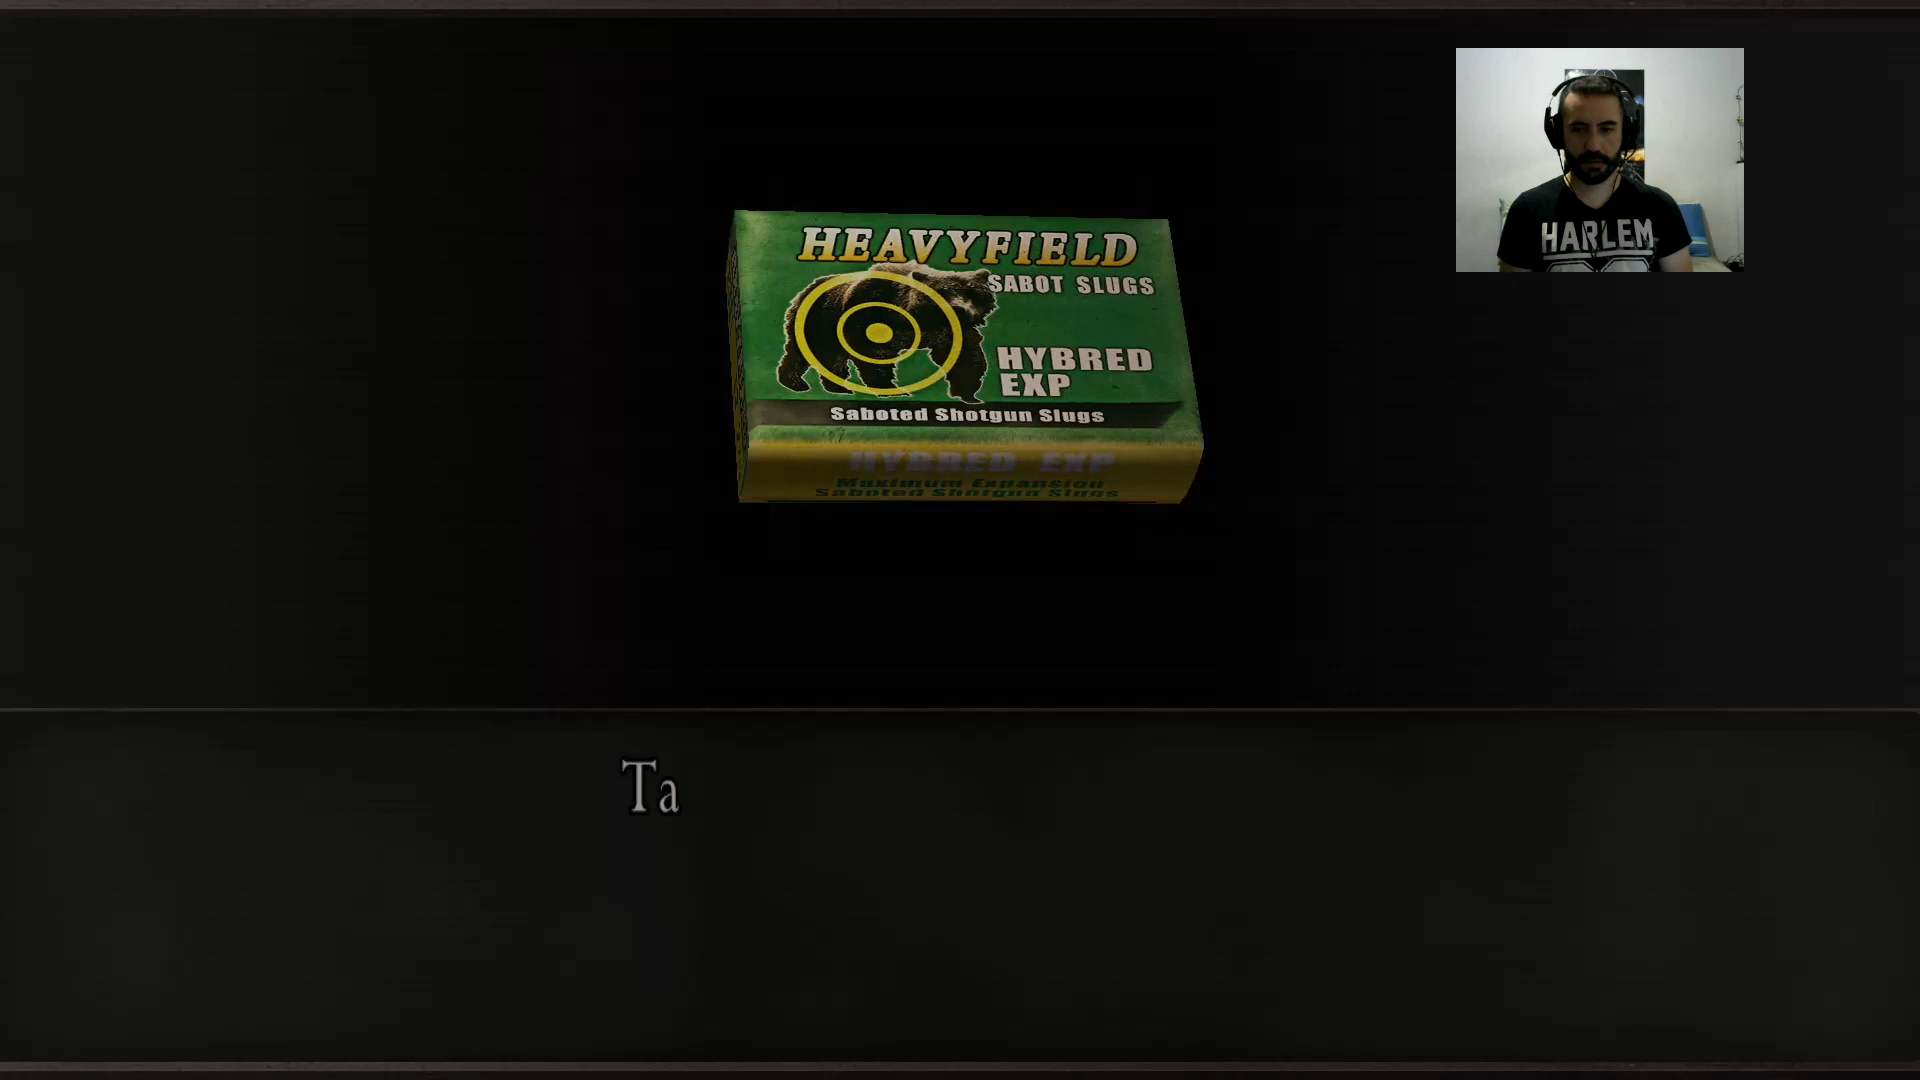 HEAVYFIELD
SABOT SLUGS
HYBRED
EXP
Saboted Shotgun Slugs
HYBRED EXP
Maximum Expansion
Saboted Shotgun Slugs
HARLEM
Ta